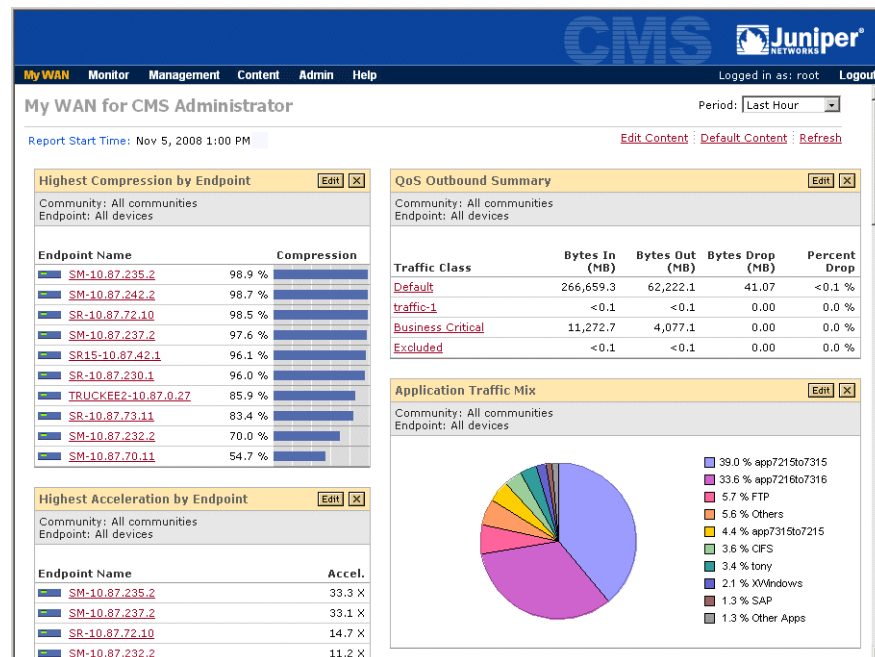 CMS
Juniper®
NETWORKS
My WAN Monitor Management Content Admin Help
Logged in as: root Logout
My WAN for CMS Administrator
Period: Last Hour
Report Start Time: Nov 5, 2008 1:00 PM
Edit Content Default Content Refresh
Highest Compression by Endpoint Edit X
Community: All communities
Endpoint: All devices
Endpoint Name Compression
SM-10.87.235.2 98.9 %
SM-10.87.242.2 98.7 %
SR-10.87.72.10 98.5 %
SM-10.87.237.2 97.6 %
SR15-10.87.42.1 96.1 %
SR-10.87.230.1 96.0 %
TRUCKEE2-10.87.0.27 85.9 %
SR-10.87.73.11 83.4 %
SM-10.87.232.2 70.0 %
SM-10.87.70.11 54.7 %
Highest Acceleration by Endpoint Edit X
Community: All communities
Endpoint: All devices
Endpoint Name Accel.
SM-10.87.235.2 33.3 X
SM-10.87.237.2 33.1 X
SR-10.87.72.10 14.7 X
SM-10.87.232.2 11.2 X
QoS Outbound Summary Edit X
Community: All communities
Endpoint: All devices
Traffic Class Bytes In (MB) Bytes Out (MB) Bytes Drop (MB) Percent Drop
Default 266,659.3 62,222.1 41.07 <0.1 %
traffic-1 <0.1 <0.1 0.00 0.0 %
Business Critical 11,272.7 4,077.1 0.00 0.0 %
Excluded <0.1 <0.1 0.00 0.0 %
Application Traffic Mix Edit X
Community: All communities
Endpoint: All devices
39.0 % app7215to7315
33.6 % app7216to7316
5.7 % FTP
5.6 % Others
4.4 % app7315to7215
3.6 % CIFS
3.4 % tony
2.1 % XWindows
1.3 % SAP
1.3 % Other Apps